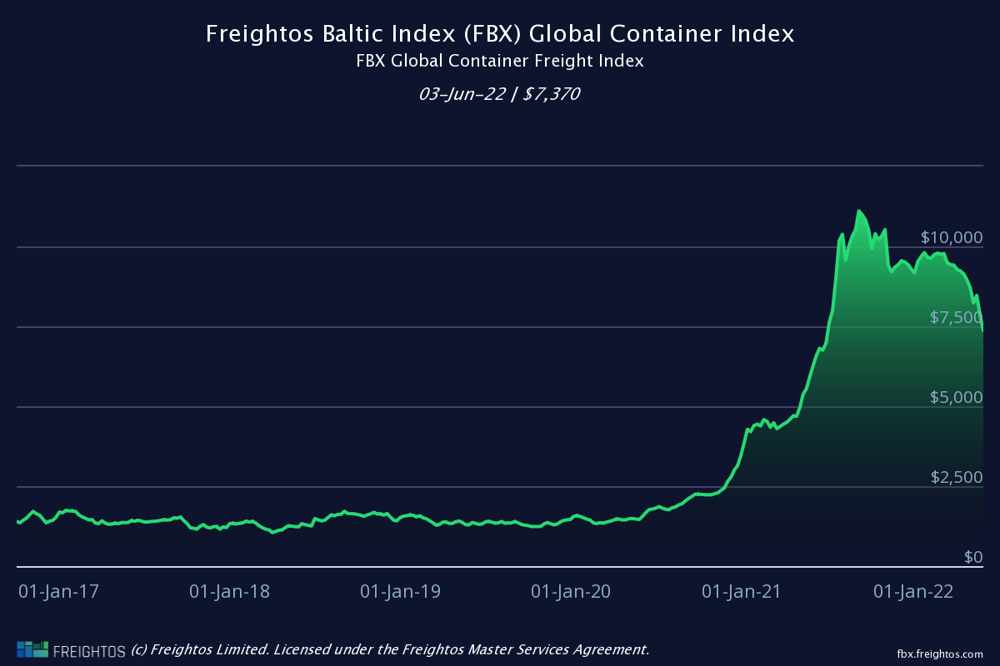 Freightos Baltic Index (FBX) Global Container Index
FBX Global Container Freight Index
03-Jun-22 | $7,370
$10,000
$7,500
$5,000
$2,500
$0
01-Jan-17 01-Jan-18 01-Jan-19 01-Jan-20 01-Jan-21 01-Jan-22
FREIGHTOS (c) Freightos Limited. Licensed under the Freightos Master Services Agreement.
fbx.freightos.com